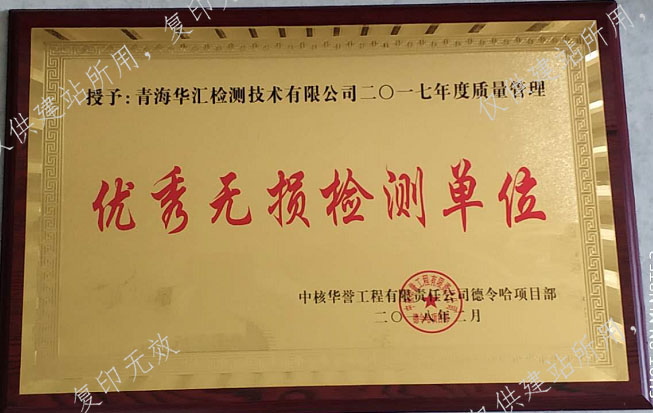 授予：青海华汇检测技术有限公司二〇一七年度质量管理
优秀无损检测单位
中核华誉工程有限责任公司德令哈项目部
二〇一八年二月
仅供建站所用，复印无效